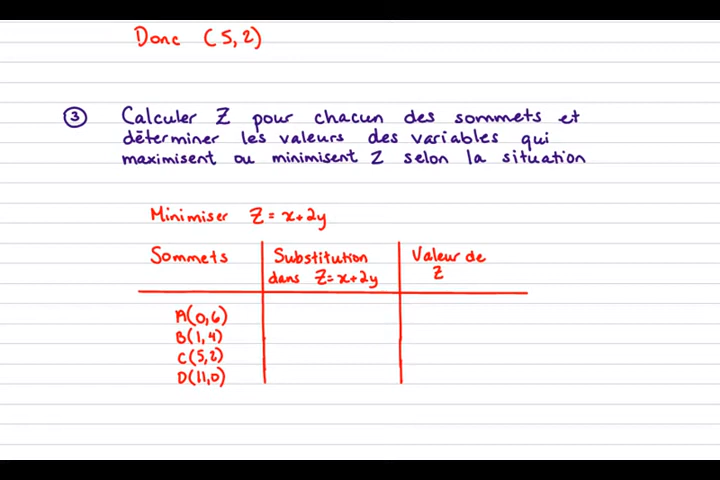 Donc (5,2)
③ Calculer Z pour chacun des sommets et
déterminer les valeurs des variables qui
maximisent ou minimisent Z selon la situation
Minimiser Z = x+2y
Sommets Substitution Valeur de
dans Z=x+2y Z
A(0,6)
B(1,4)
C(5,2)
D(11,0)